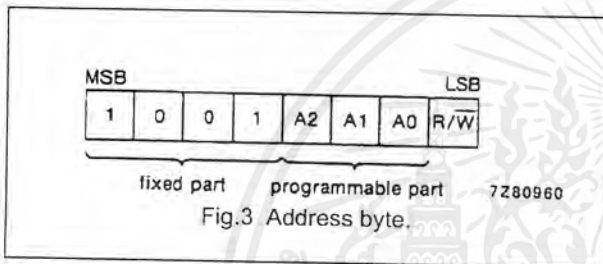 MSB LSB
1 0 0 1 A2 A1 A0 R/W̅
fixed part programmable part 7Z80960
Fig.3 Address byte.